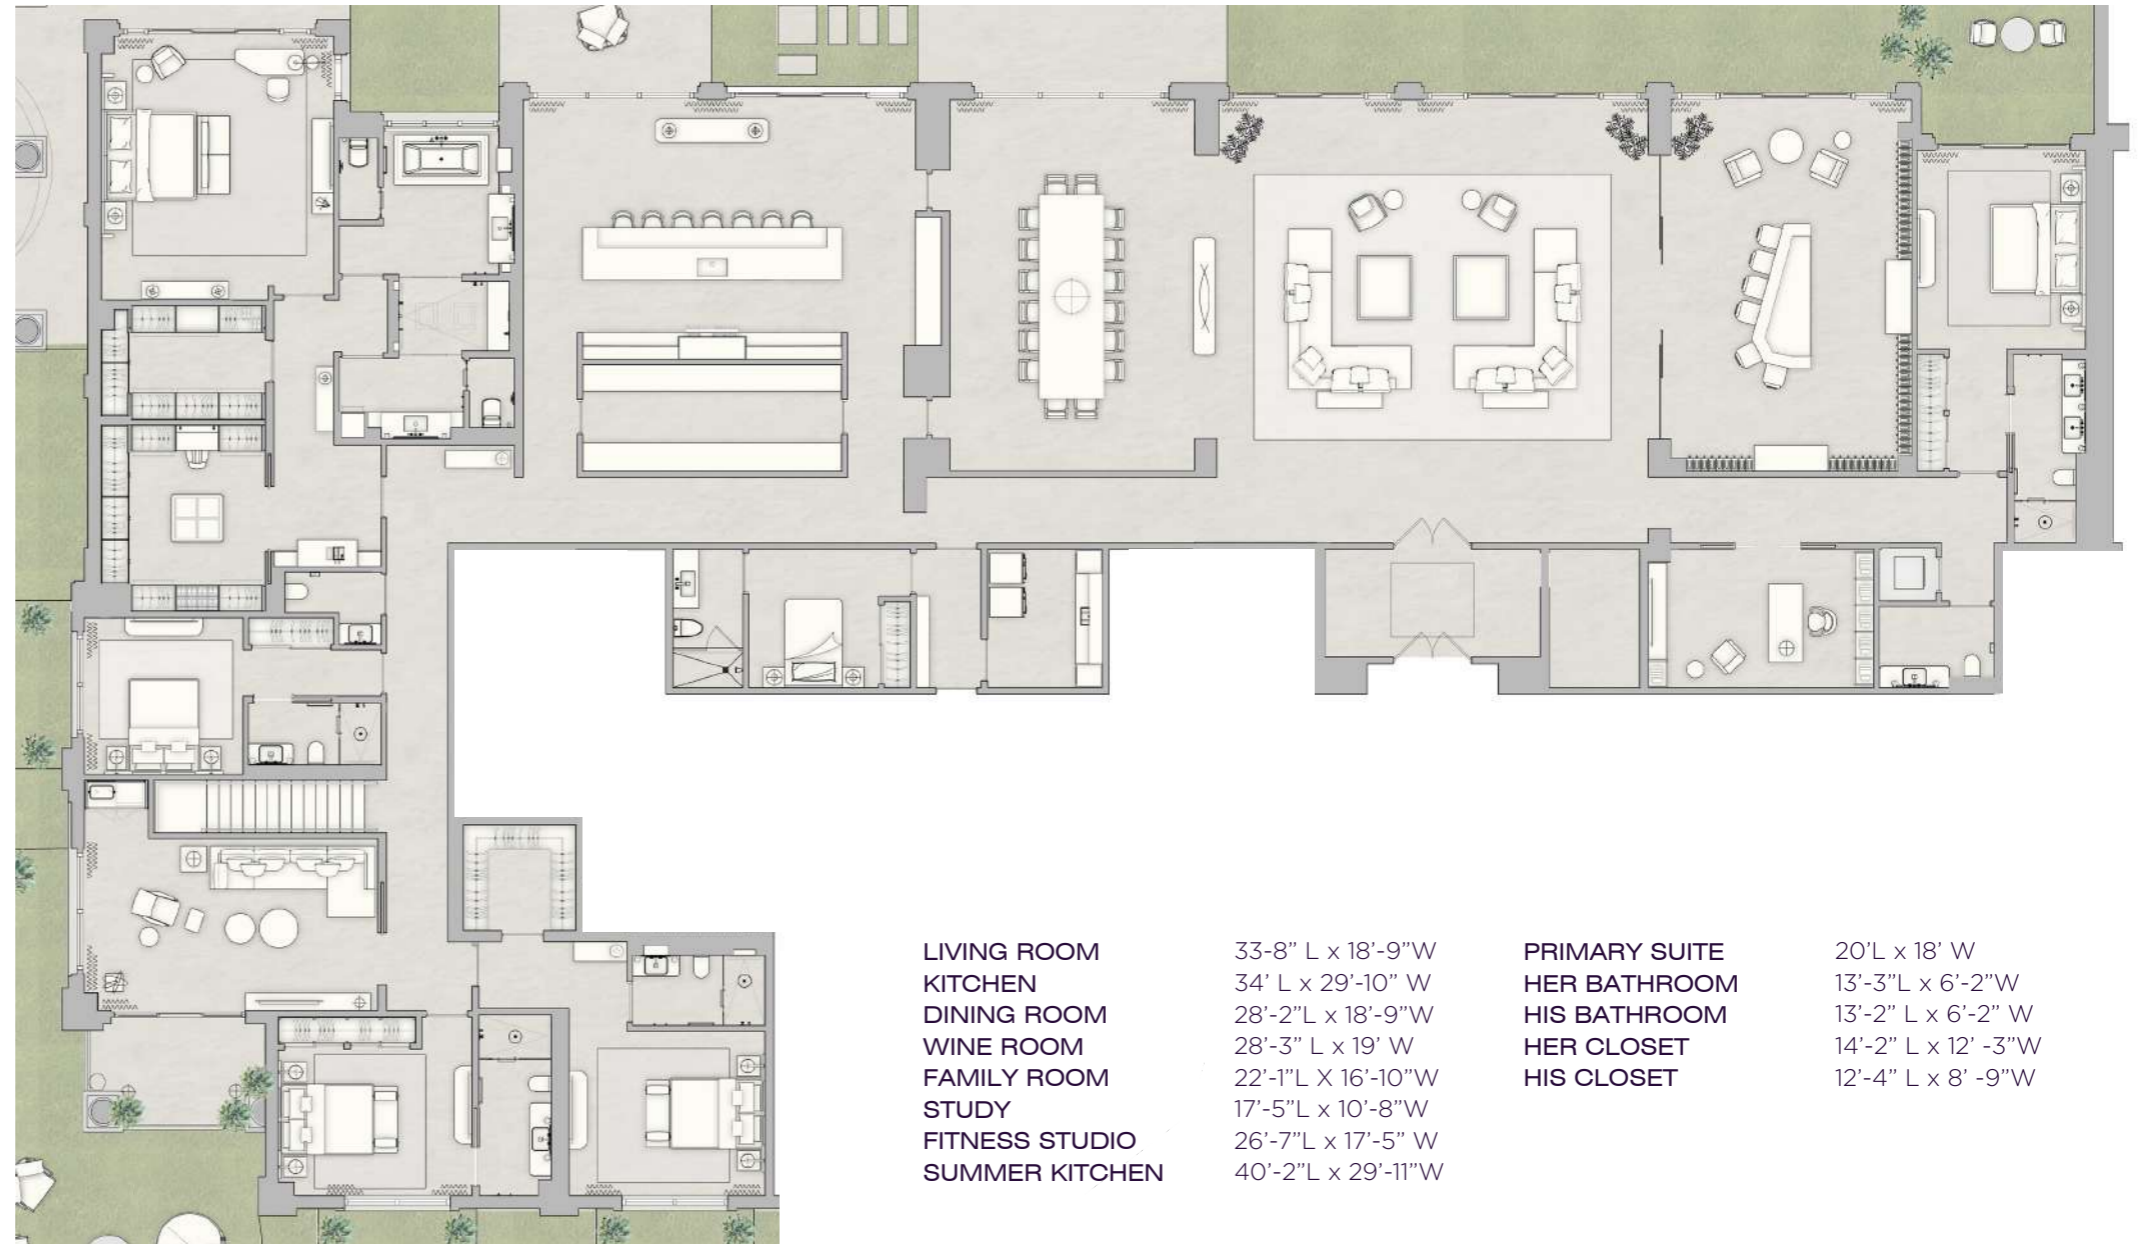 LIVING ROOM 33-8” L x 18’-9”W
KITCHEN 34’ L x 29’-10” W
DINING ROOM 28’-2”L x 18’-9”W
WINE ROOM 28’-3” L x 19’ W
FAMILY ROOM 22’-1”L X 16’-10”W
STUDY 17’-5”L x 10’-8”W
FITNESS STUDIO 26’-7”L x 17’-5” W
SUMMER KITCHEN 40’-2”L x 29’-11”W
PRIMARY SUITE 20’L x 18’ W
HER BATHROOM 13’-3”L x 6’-2”W
HIS BATHROOM 13’-2” L x 6’-2” W
HER CLOSET 14’-2” L x 12’ -3”W
HIS CLOSET 12’-4” L x 8’ -9”W